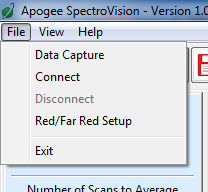 Apogee SpectroVision - Version 1.0
File View Help
Data Capture
Connect
Disconnect
Red/Far Red Setup
Exit
Number of Scans to Average